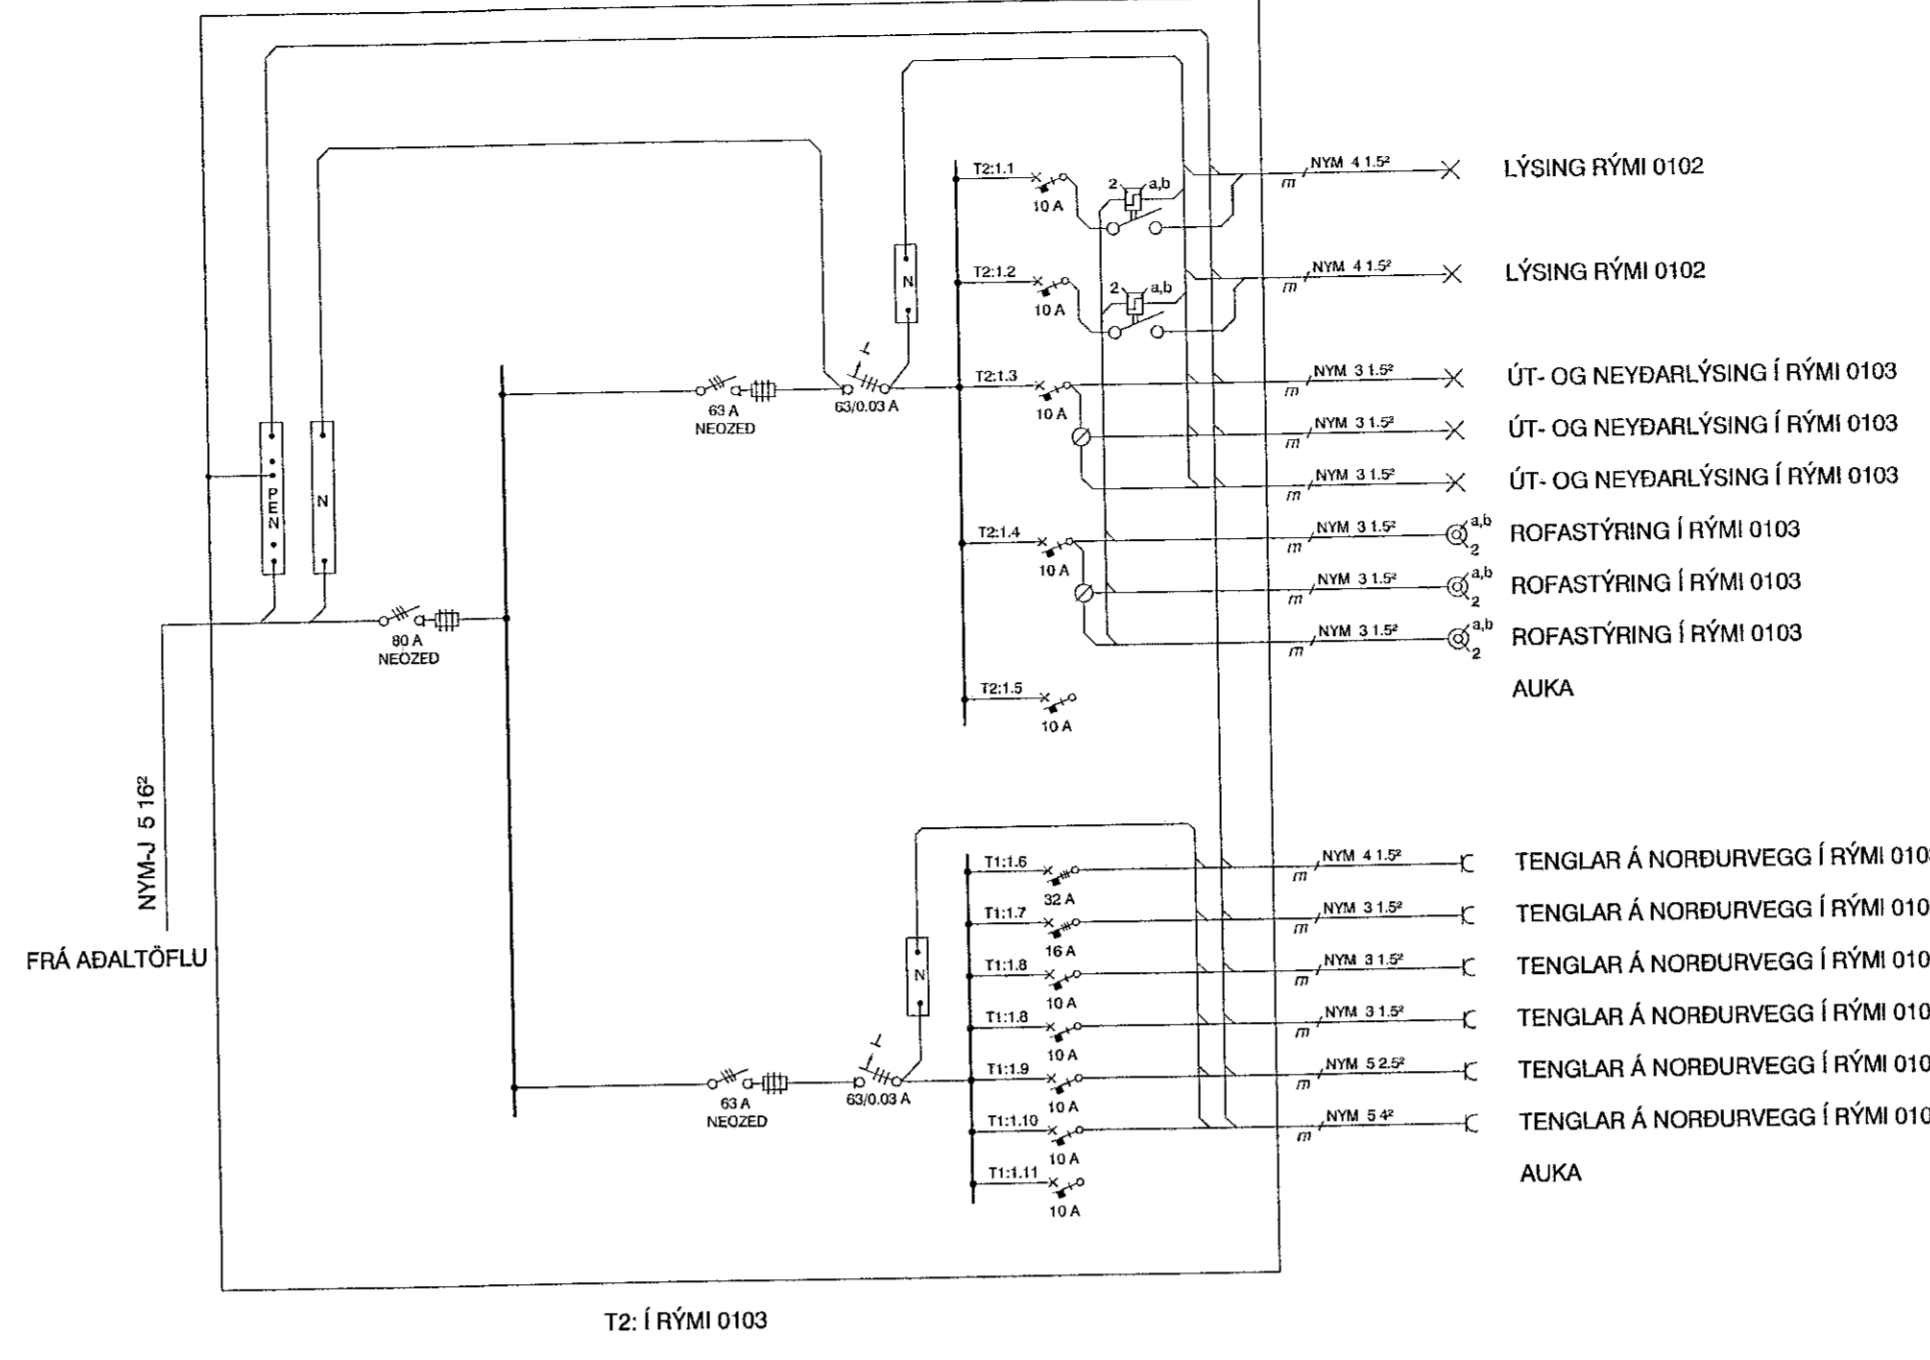 T2:1.1
10 A
2 a,b
NYM 4 1.5²
m
LÝSING RÝMI 0102
T2:1.2
10 A
2 a,b
NYM 4 1.5²
m
LÝSING RÝMI 0102
N
T2:1.3
10 A
NYM 3 1.5²
m
ÚT- OG NEYÐARLÝSING Í RÝMI 0103
63 A
NEOZED
63/0.03 A
NYM 3 1.5²
m
ÚT- OG NEYÐARLÝSING Í RÝMI 0103
NYM 3 1.5²
m
ÚT- OG NEYÐARLÝSING Í RÝMI 0103
PEN
N
T2:1.4
10 A
NYM 3 1.5²
m
a,b
2
ROFASTÝRING Í RÝMI 0103
NYM 3 1.5²
m
a,b
2
ROFASTÝRING Í RÝMI 0103
80 A
NEOZED
NYM 3 1.5²
m
a,b
2
ROFASTÝRING Í RÝMI 0103
T2:1.5
10 A
AUKA
NYM-J 5 16²
FRÁ AÐALTÖFLU
T1:1.6
32 A
NYM 4 1.5²
m
TENGLAR Á NORÐURVEGG Í RÝMI
T1:1.7
16 A
NYM 3 1.5²
m
TENGLAR Á NORÐURVEGG Í RÝMI
N
T1:1.8
10 A
NYM 3 1.5²
m
TENGLAR Á NORÐURVEGG Í RÝMI
T1:1.8
10 A
NYM 3 1.5²
m
TENGLAR Á NORÐURVEGG Í RÝMI
63 A
NEOZED
63/0.03 A
T1:1.9
10 A
NYM 5 2.5²
m
TENGLAR Á NORÐURVEGG Í RÝMI
T1:1.10
10 A
NYM 5 4²
m
TENGLAR Á NORÐURVEGG Í RÝMI
T1:1.11
10 A
AUKA
T2: Í RÝMI 0103